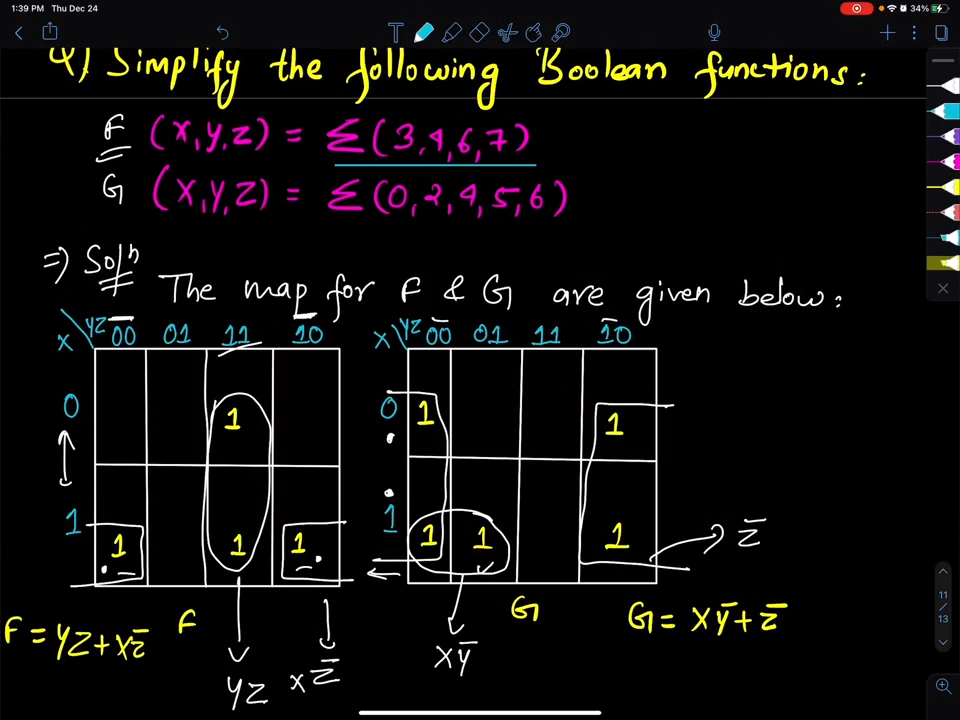 1:39 PM Thu Dec 24
34%
Q) Simplify the following Boolean functions:
F (x,y,z) = Σ(3,4,6,7)
G (x,y,z) = Σ(0,2,4,5,6)
=> Solⁿ
The map for F & G are given below:
x\yz 00 01 11 10
0 1
1 1 1 1
x\yz 00 01 11 10
0 1 1
1 1 1 1
z̄
F = yz + xz̄
F
yz
xz̄
xȳ
G
G = xȳ + z̄
11
/
13